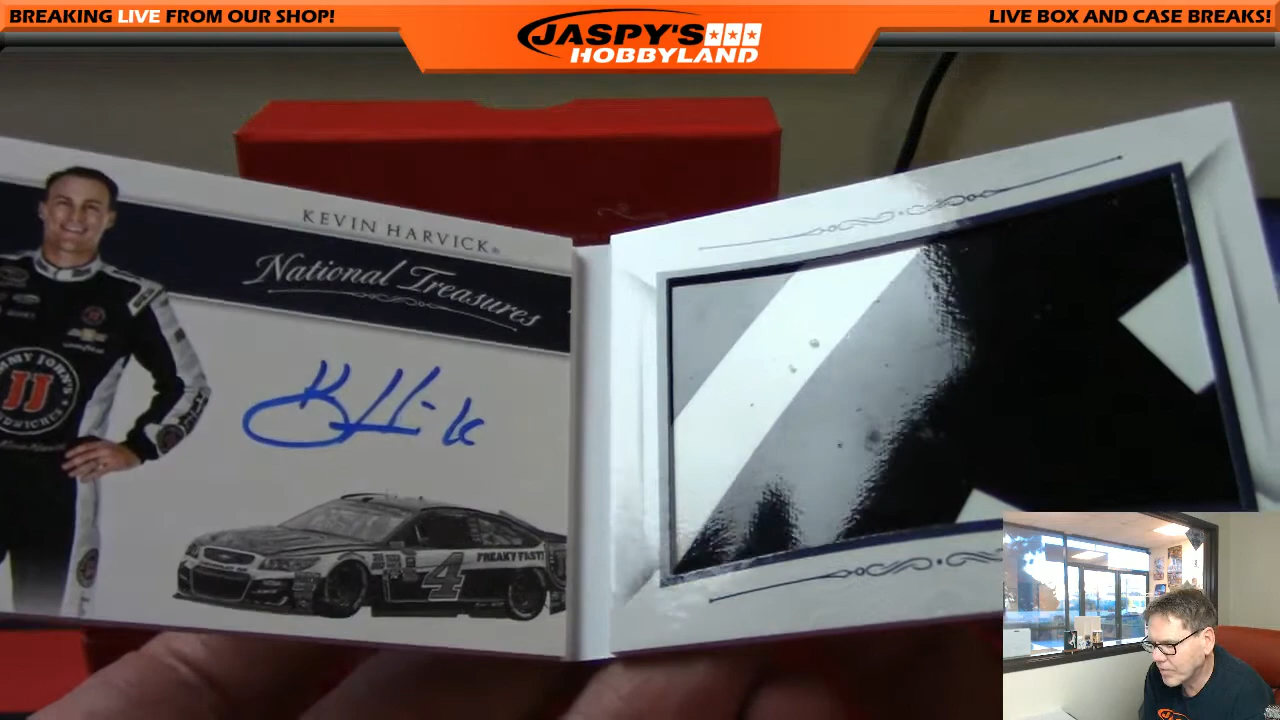 BREAKING LIVE FROM OUR SHOP!
JASPY'S
HOBBYLAND
LIVE BOX AND CASE BREAKS!
KEVIN HARVICK
National Treasures
JJ
4
FREAKY FAST!